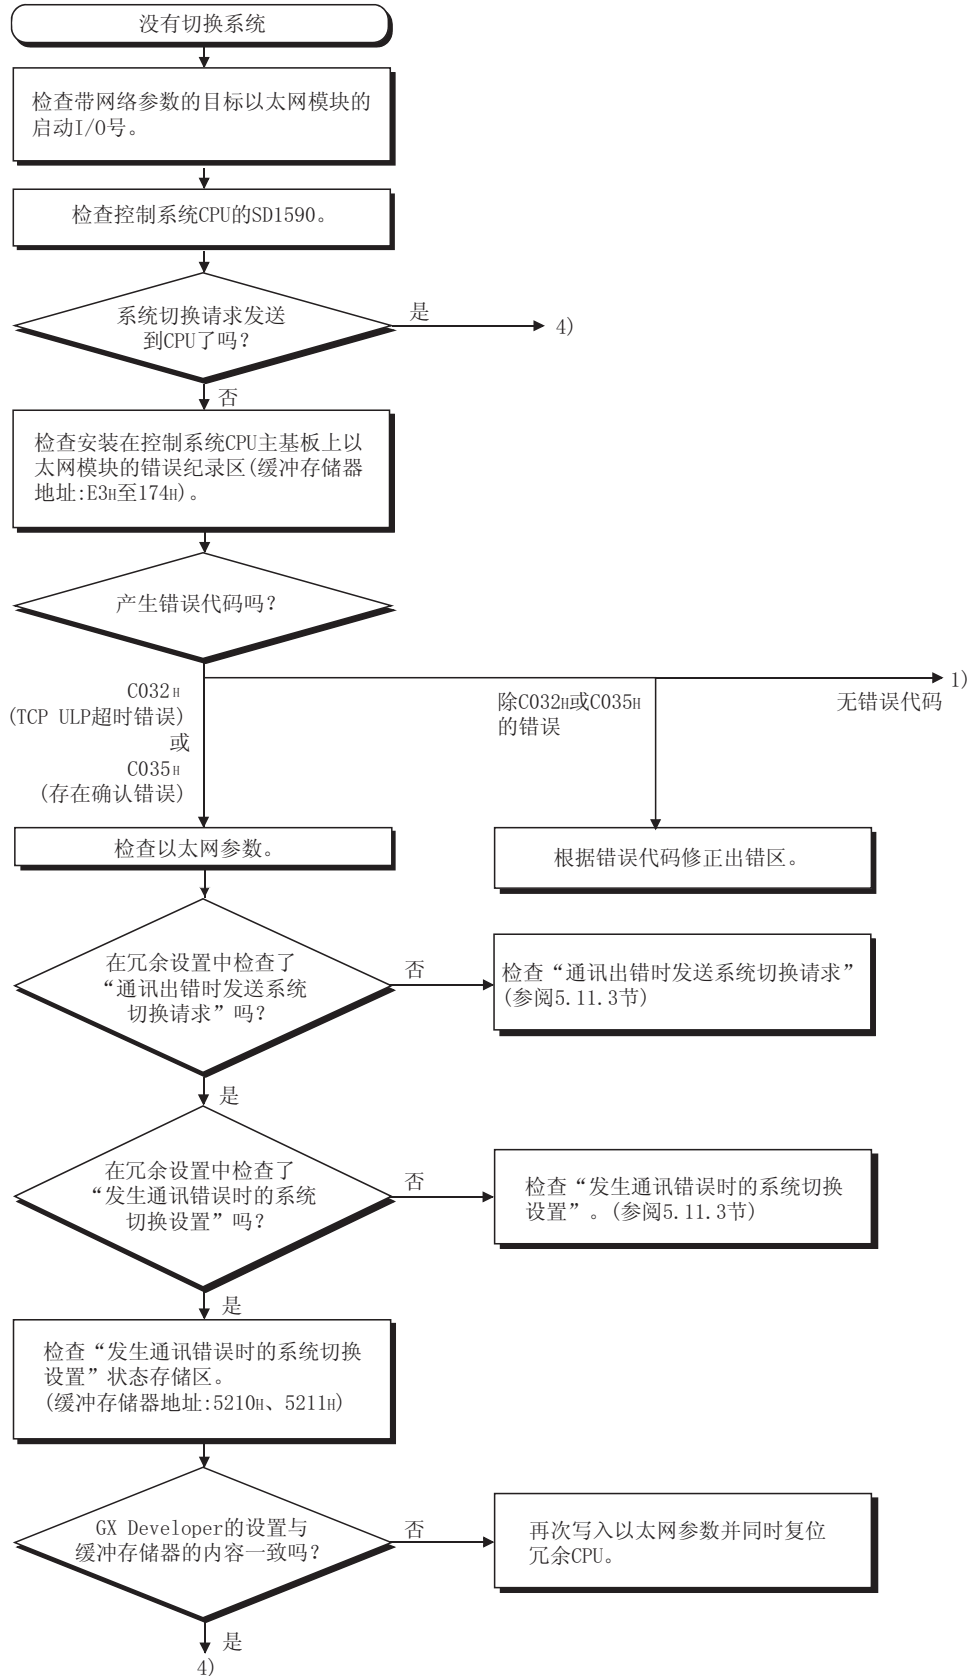 没有切换系统
检查带网络参数的目标以太网模块的
启动I/O号。
检查控制系统CPU的SD1590。
系统切换请求发送
到CPU了吗？
是
4)
否
检查安装在控制系统CPU主基板上以
太网模块的错误纪录区(缓冲存储器
地址:E3H至174H)。
产生错误代码吗？
1)
C032H
(TCP ULP超时错误)
或
C035H
(存在确认错误)
除C032H或C035H
的错误
无错误代码
检查以太网参数。
根据错误代码修正出错区。
在冗余设置中检查了
“通讯出错时发送系统
切换请求”吗？
否
检查“通讯出错时发送系统切换请求”
(参阅5.11.3节)
是
在冗余设置中检查了
“发生通讯错误时的系统
切换设置”吗？
否
检查“发生通讯错误时的系统切换
设置”。(参阅5.11.3节)
是
检查“发生通讯错误时的系统切换
设置”状态存储区。
(缓冲存储器地址:5210H、5211H)
GX Developer的设置与
缓冲存储器的内容一致吗？
否
再次写入以太网参数并同时复位
冗余CPU。
是
4)